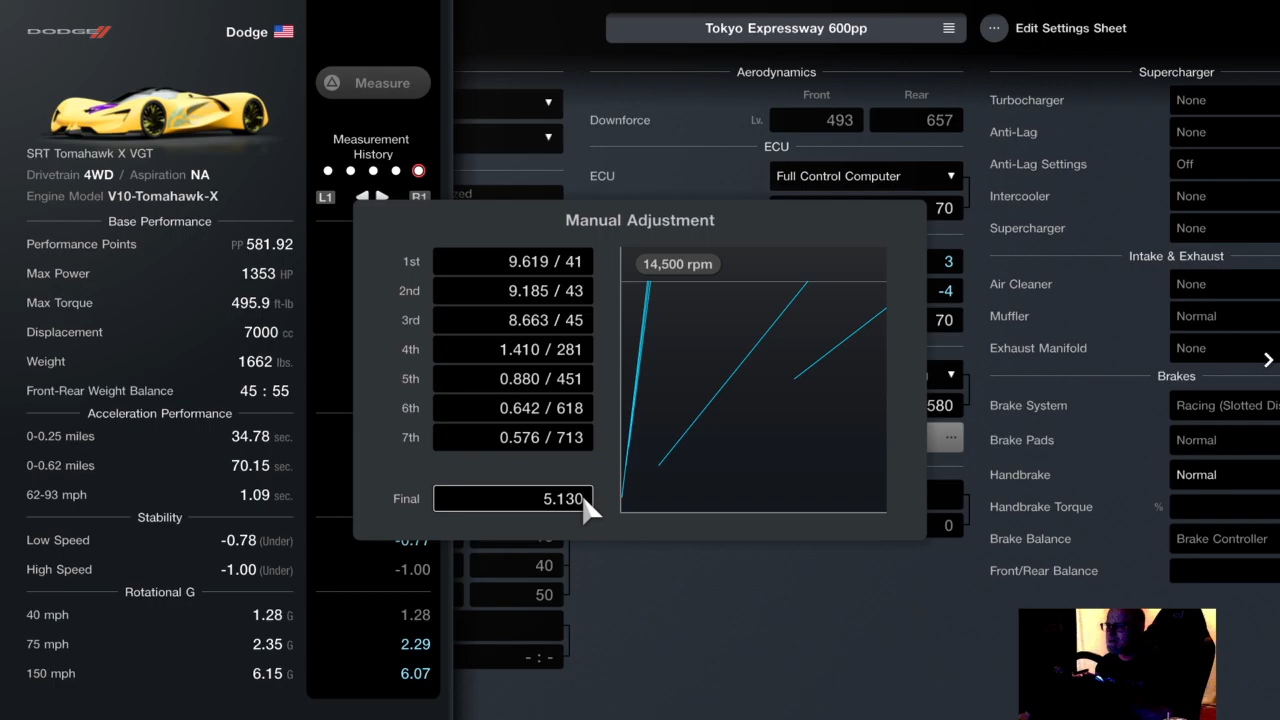 DODGE
Dodge
SRT Tomahawk X VGT
Drivetrain 4WD / Aspiration NA
Engine Model V10-Tomahawk-X
Base Performance
Performance Points PP 581.92
Max Power 1353 HP
Max Torque 495.9 ft-lb
Displacement 7000 cc
Weight 1662 lbs.
Front-Rear Weight Balance 45 : 55
Acceleration Performance
0-0.25 miles 34.78 sec.
0-0.62 miles 70.15 sec.
62-93 mph 1.09 sec.
Stability
Low Speed -0.78 (Under)
High Speed -1.00 (Under)
Rotational G
40 mph 1.28 G
75 mph 2.35 G
150 mph 6.15 G
Measure
Measurement
History
L1 R1
-1.00
1.28
2.29
6.07
Tokyo Expressway 600pp
Edit Settings Sheet
Aerodynamics
Front Rear
Downforce Lv. 493 657
ECU
ECU Full Control Computer
70
3
-4
70
580
0
40
50
- : -
Manual Adjustment
1st 9.619 / 41
2nd 9.185 / 43
3rd 8.663 / 45
4th 1.410 / 281
5th 0.880 / 451
6th 0.642 / 618
7th 0.576 / 713
Final 5.130
14,500 rpm
Supercharger
Turbocharger None
Anti-Lag None
Anti-Lag Settings Off
Intercooler None
Supercharger None
Intake & Exhaust
Air Cleaner None
Muffler Normal
Exhaust Manifold None
Brakes
Brake System Racing (Slotted Di
Brake Pads Normal
Handbrake Normal
Handbrake Torque %
Brake Balance Brake Controller
Front/Rear Balance